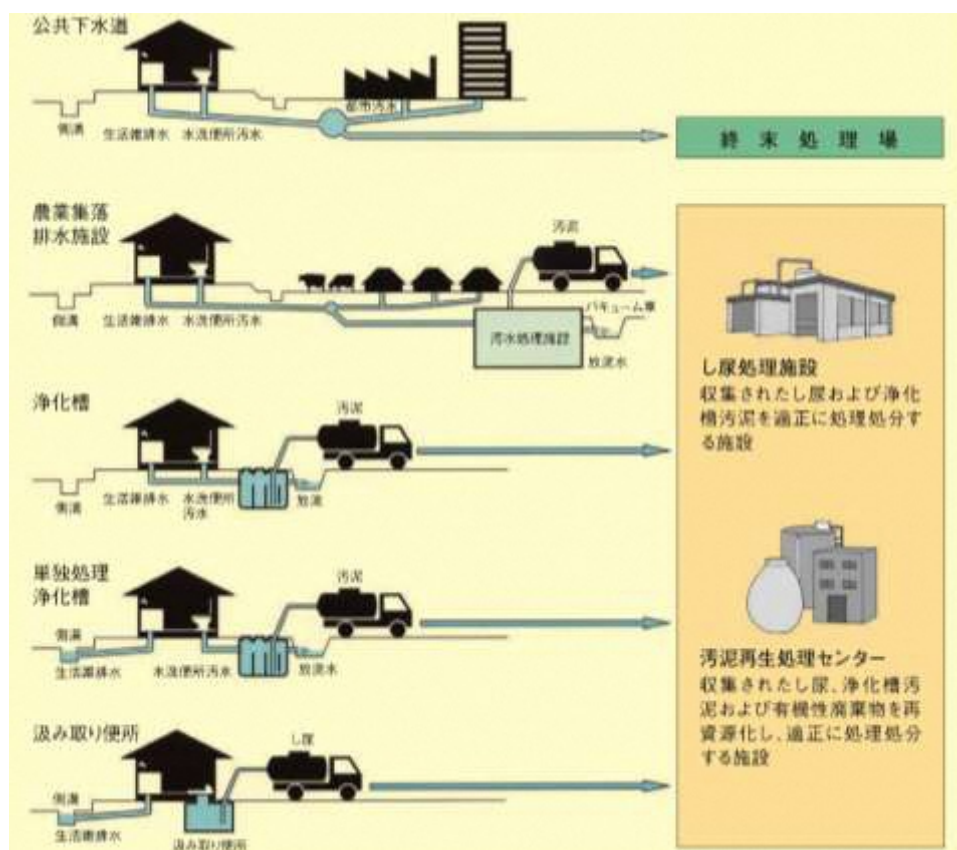 公共下水道
都市汚水
側溝
生活雑排水
水洗便所汚水
終末処理場
農業集落
排水施設
汚泥
バキューム車
側溝
生活雑排水
水洗便所汚水
汚水処理施設
放流水
し尿処理施設
収集されたし尿および浄化
槽汚泥を適正に処理処分す
る施設
浄化槽
汚泥
側溝
生活雑排水
水洗便所
汚水
放流
単独処理
浄化槽
汚泥
側溝
生活雑排水
水洗便所汚水
放流水
汚泥再生処理センター
収集されたし尿、浄化槽汚
泥および有機性廃棄物を再
資源化し、適正に処理処分
する施設
汲み取り便所
し尿
側溝
生活雑排水
汲み取り便所